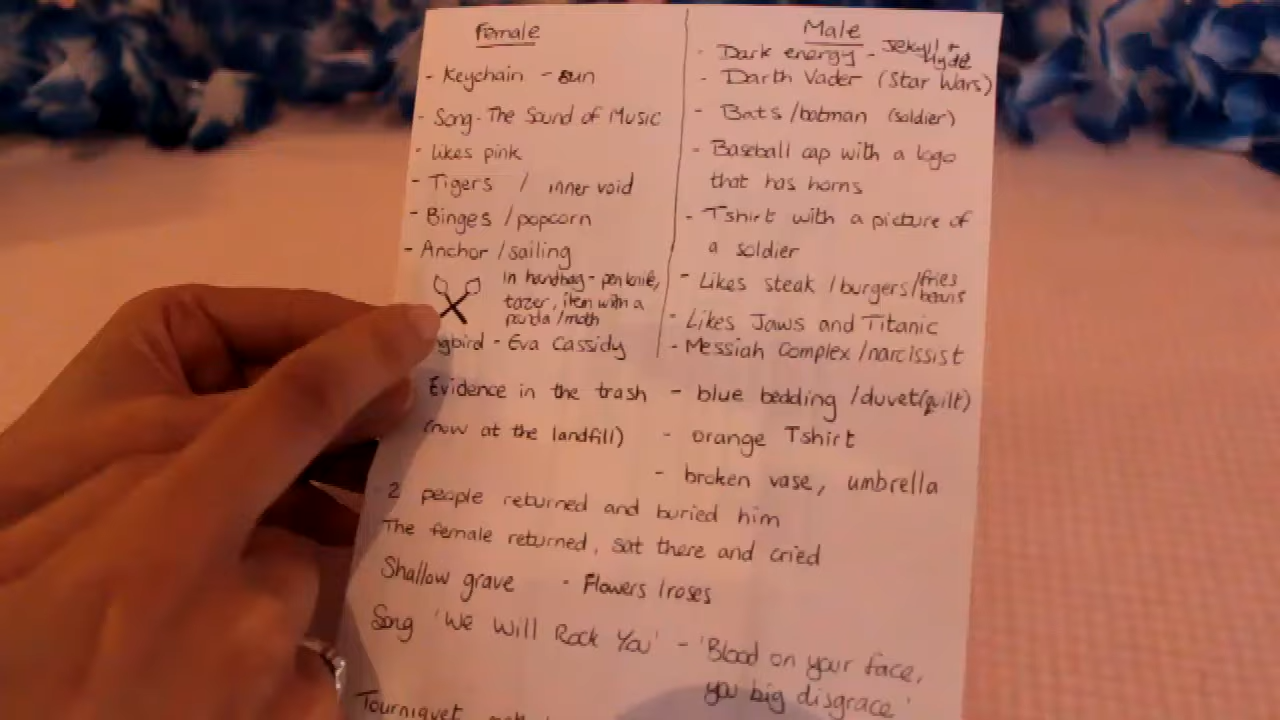 Female
- Keychain - sun
- Song - The Sound of Music
- Likes pink
- Tigers / inner void
- Binges / popcorn
- Anchor / sailing
in handbag - pen knife,
tazer, item with a
panda / moth
gbird - Eva Cassidy
Male
- Dark energy - Jekyll + Hyde
- Darth Vader (Star Wars)
- Bats / batman (soldier)
- Baseball cap with a logo
that has horns
- Tshirt with a picture of
a soldier
- Likes steak / burgers / fries beans
- Likes Jaws and Titanic
- Messiah Complex / narcissist
Evidence in the trash - blue bedding / duvet (quilt)
(now at the landfill) - orange Tshirt
- broken vase, umbrella
2 people returned and buried him
The female returned, sat there and cried
Shallow grave - Flowers / roses
Song 'We Will Rock You' - 'Blood on your face,
you big disgrace'
Tourniquet